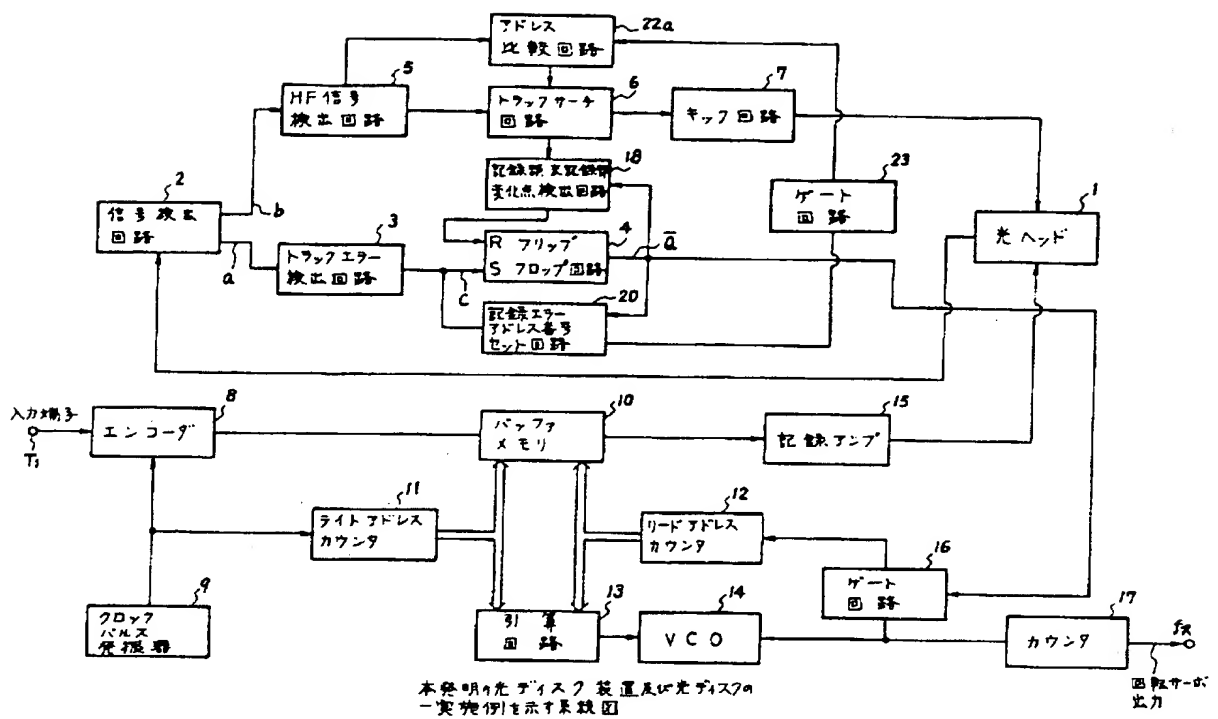 アドレス
比較回路
22a
5
HF信号
検出回路
6
トラックサーチ
回路
7
キック回路
18
記録部未記録部
変化点検出回路
23
ゲート
回路
2
信号検出
回路
b
a
3
トラックエラー
検出回路
4
R フリップ
S フロップ回路
Q̅
c
1
光ヘッド
20
記録エラー
アドレス番号
セット回路
入力端子
T1
8
エンコーダ
10
バッファ
メモリ
15
記録アンプ
11
ライトアドレス
カウンタ
12
リードアドレス
カウンタ
16
ゲート
回路
9
クロック
パルス
発振器
13
引算
回路
14
VCO
17
カウンタ
fR
回転サーボ
出力
本発明の光ディスク装置及び光ディスクの
一実施例を示す系統図